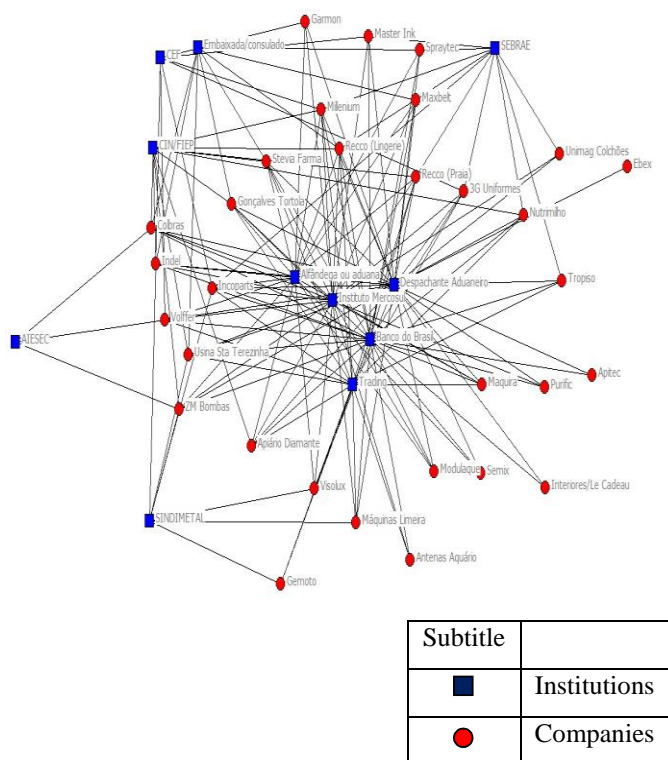 Garmon
Master Ink
Embaixada/consulado
Spraytec
SEBRAE
CEF
Milenium
Maxbelt
CIN/FIEP
Recco (Lingerie)
Stevia Farma
Unimag Colchões
Ebex
Recco (Praia)
3G Uniformes
Gonçalves Tortola
Nutrimilho
Colbras
Indel
Alfândega ou aduana
Despachante Aduaneiro
Tropiso
Incoparts
Instituto Mercosul
Wolffer
AIESEC
Banco do Brasil
Usina Sta Terezinha
Trading
Maquira
Purific
Apitec
ZM Bombas
Apiário Diamante
Modulaque
Semix
Visolux
Interiores/Le Cadeau
SINDIMETAL
Máquinas Limeira
Antenas Aquário
Gemoto
Subtitle
Institutions
Companies